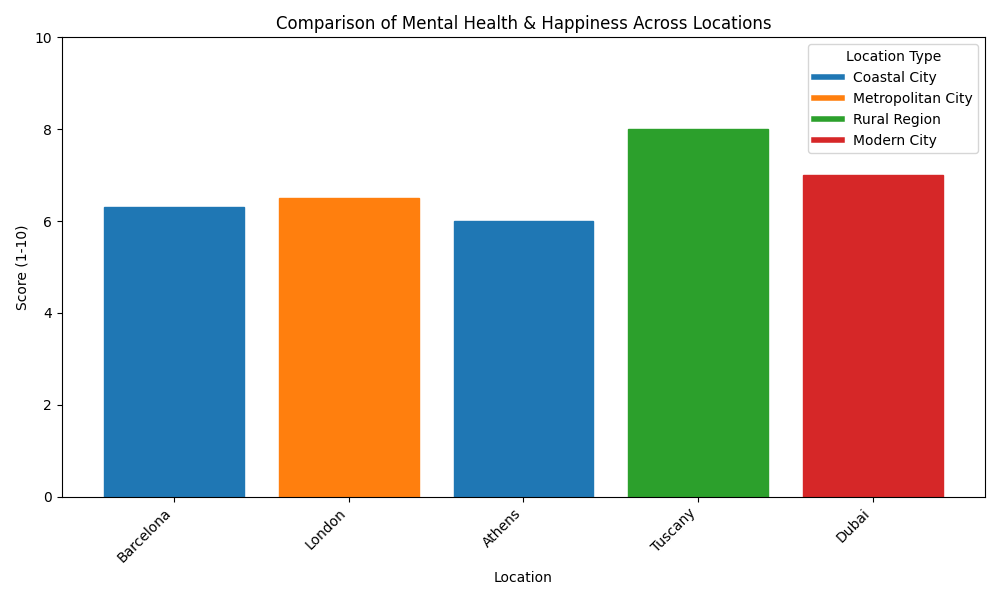 Comparison of Mental Health & Happiness Across Locations
Score (1-10)
10
8
6
4
2
0
Location Type
Coastal City
Metropolitan City
Rural Region
Modern City
Barcelona
London
Athens
Tuscany
Dubai
Location